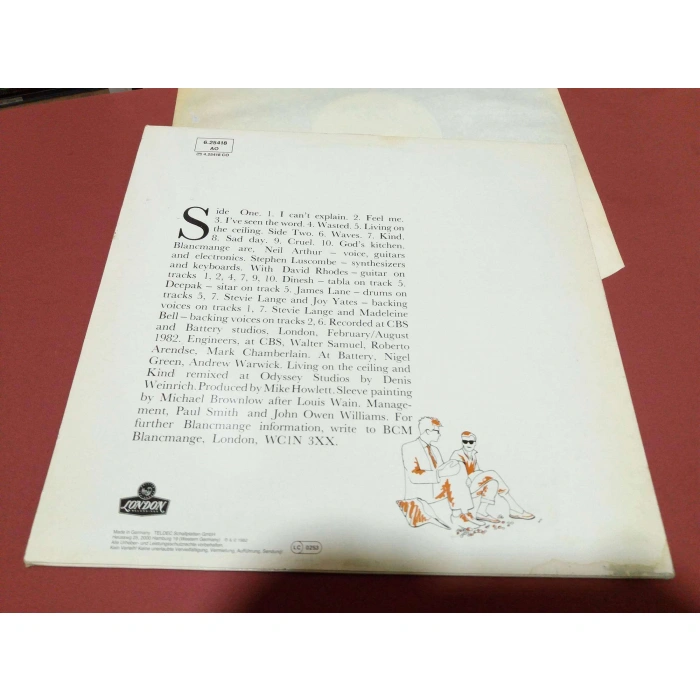 6.25418
AO
Side One. 1. I can't explain. 2. Feel me.
3. I've seen the word. 4. Wasted. 5. Living on
the ceiling. Side Two. 6. Waves. 7. Kind.
8. Sad day. 9. Cruel. 10. God's kitchen.
Blancmange are, Neil Arthur – voice, guitars
and electronics. Stephen Luscombe – synthesizers
and keyboards. With David Rhodes – guitar on
tracks 1, 2, 4, 7, 9, 10. Dinesh – tabla on track 5.
Deepak – sitar on track 5. James Lane – drums on
tracks 5, 7. Stevie Lange and Joy Yates – backing
voices on tracks 1, 7. Stevie Lange and Madeleine
Bell – backing voices on tracks 2, 6. Recorded at CBS
and Battery studios, London, February/August
1982. Engineers, at CBS, Walter Samuel, Roberto
Arendse, Mark Chamberlain. At Battery, Nigel
Green, Andrew Warwick. Living on the ceiling and
Kind remixed at Odyssey Studios by Denis
Weinrich. Produced by Mike Howlett. Sleeve painting
by Michael Brownlow after Louis Wain. Manage-
ment, Paul Smith and John Owen Williams. For
further Blancmange information, write to BCM
Blancmange, London, WC1N 3XX.
LONDON
Made in Germany TELDEC Schallplatten GmbH
LC 0253